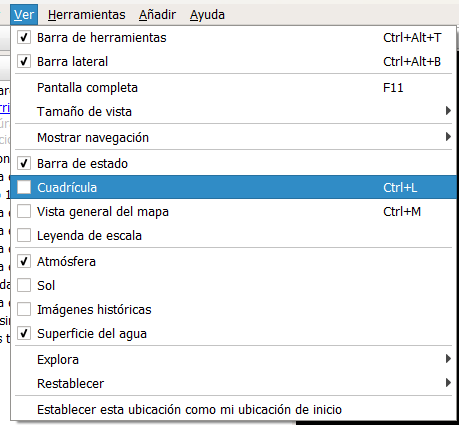 Ver Herramientas Añadir Ayuda
Barra de herramientas Ctrl+Alt+T
Barra lateral Ctrl+Alt+B
Pantalla completa F11
Tamaño de vista
Mostrar navegación
Barra de estado
Cuadrícula Ctrl+L
Vista general del mapa Ctrl+M
Leyenda de escala
Atmósfera
Sol
Imágenes históricas
Superficie del agua
Explora
Restablecer
Establecer esta ubicación como mi ubicación de inicio